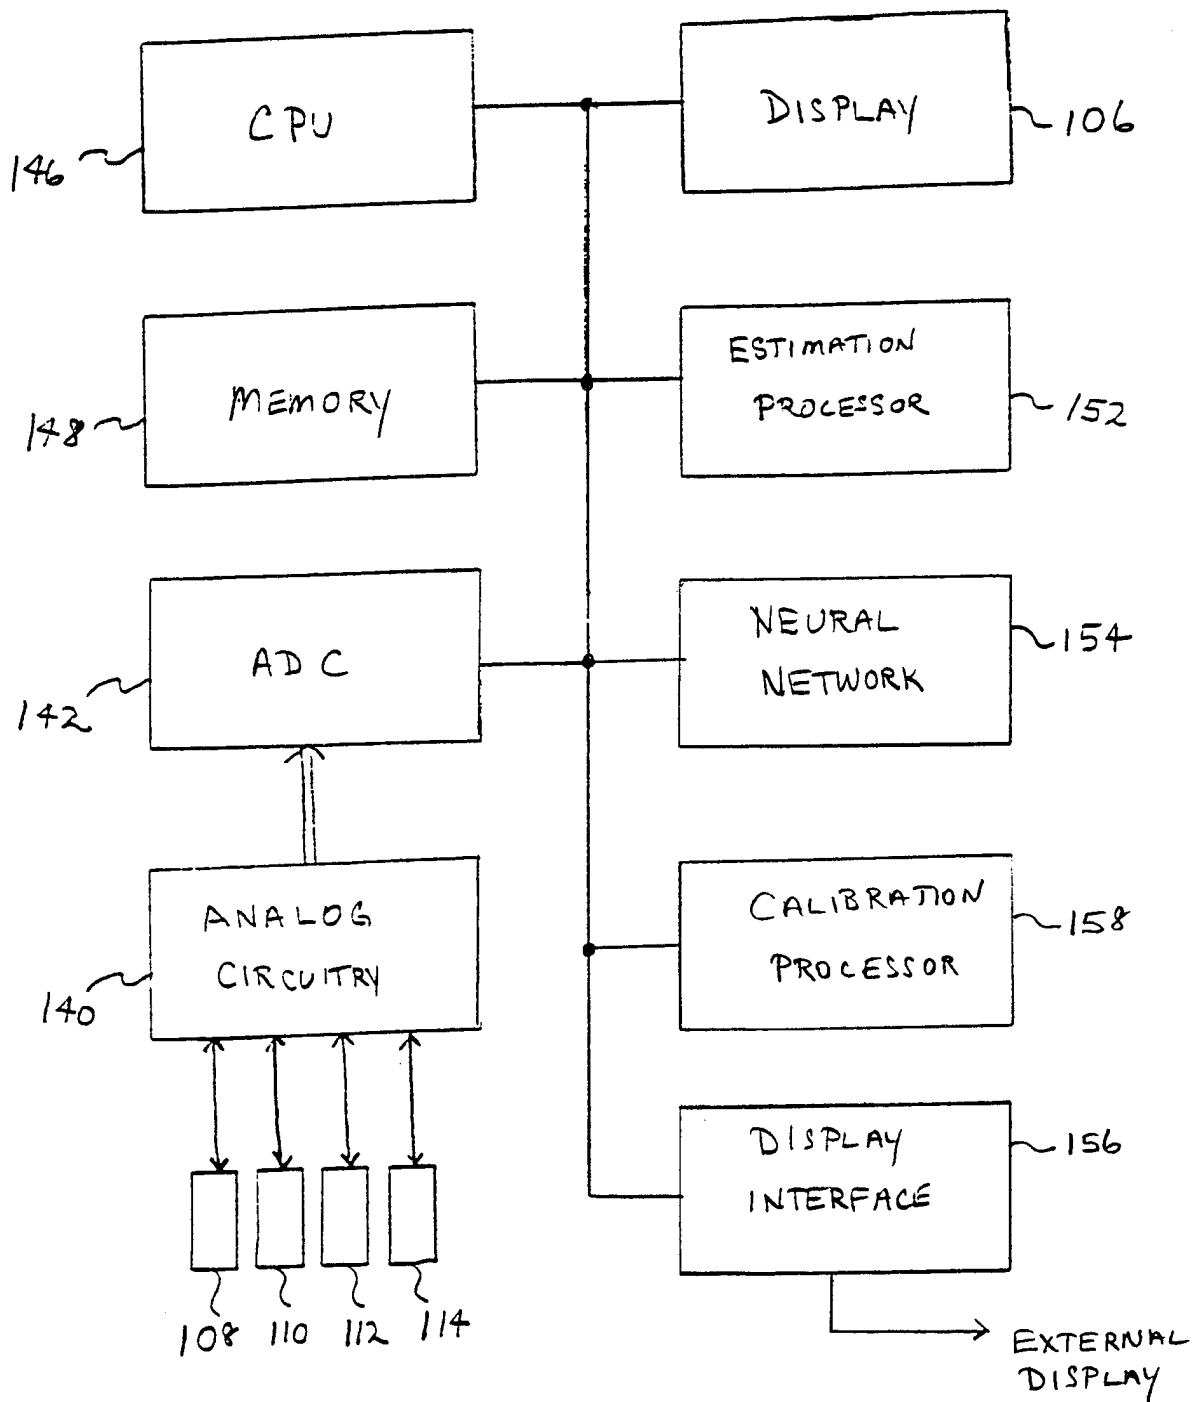 CPU
146
DISPLAY
106
MEMORY
148
ESTIMATION
PROCESSOR
152
ADC
142
NEURAL
NETWORK
154
ANALOG
CIRCUITRY
140
CALIBRATION
PROCESSOR
158
DISPLAY
INTERFACE
156
108 110 112 114
EXTERNAL
DISPLAY